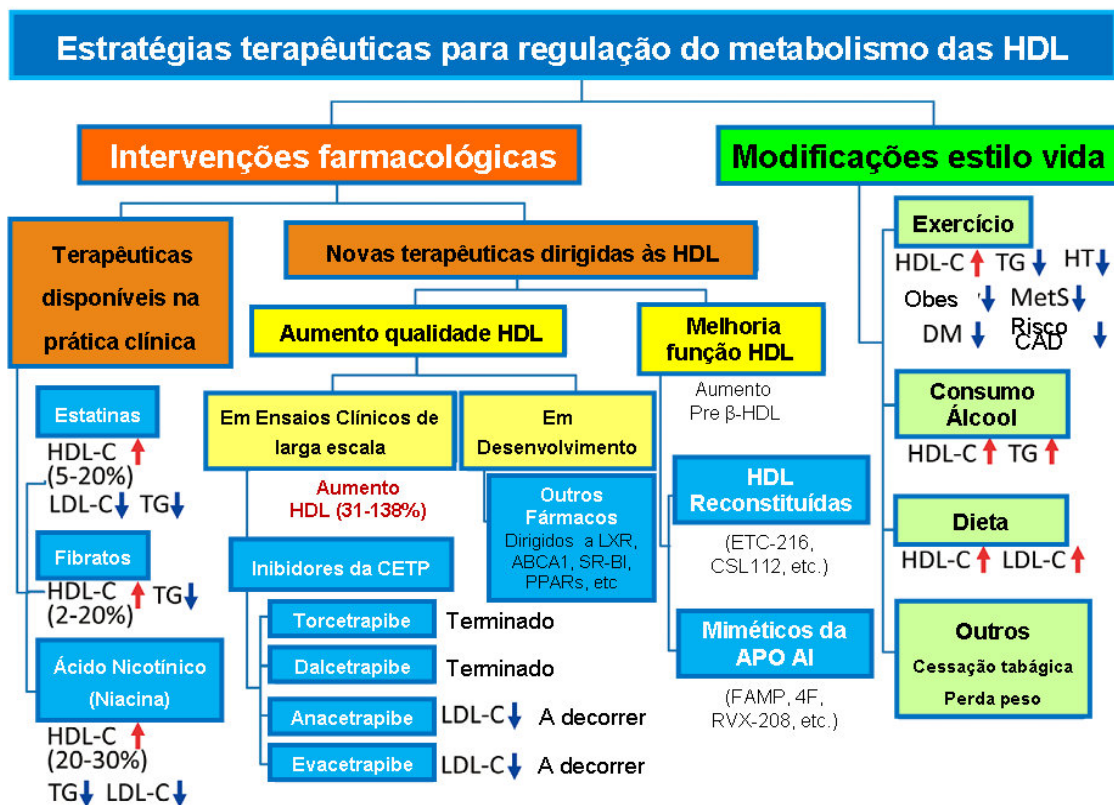 Estratégias terapêuticas para regulação do metabolismo das HDL
Intervenções farmacológicas
Modificações estilo vida
Terapêuticas
disponíveis na
prática clínica
Estatinas
HDL-C ↑
(5-20%)
LDL-C↓ TG↓
Fibratos
HDL-C ↑ TG↓
(2-20%)
Ácido Nicotínico
(Niacina)
HDL-C ↑
(20-30%)
TG↓ LDL-C↓
Novas terapêuticas dirigidas às HDL
Aumento qualidade HDL
Em Ensaios Clínicos de
larga escala
Aumento
HDL (31-138%)
Inibidores da CETP
Torcetrapibe Terminado
Dalcetrapibe Terminado
Anacetrapibe LDL-C↓ A decorrer
Evacetrapibe LDL-C↓ A decorrer
Em
Desenvolvimento
Outros
Fármacos
Dirigidos a LXR,
ABCA1, SR-BI,
PPARs, etc
Melhoria
função HDL
Aumento
Pre β-HDL
HDL
Reconstituídas
(ETC-216,
CSL112, etc.)
Miméticos da
APO AI
(FAMP, 4F,
RVX-208, etc.)
Exercício
HDL-C ↑ TG ↓ HT↓
Obes ↓ MetS↓
DM ↓ Risco
CAD ↓
Consumo
Álcool
HDL-C ↑ TG ↑
Dieta
HDL-C ↑ LDL-C ↑
Outros
Cessação tabágica
Perda peso